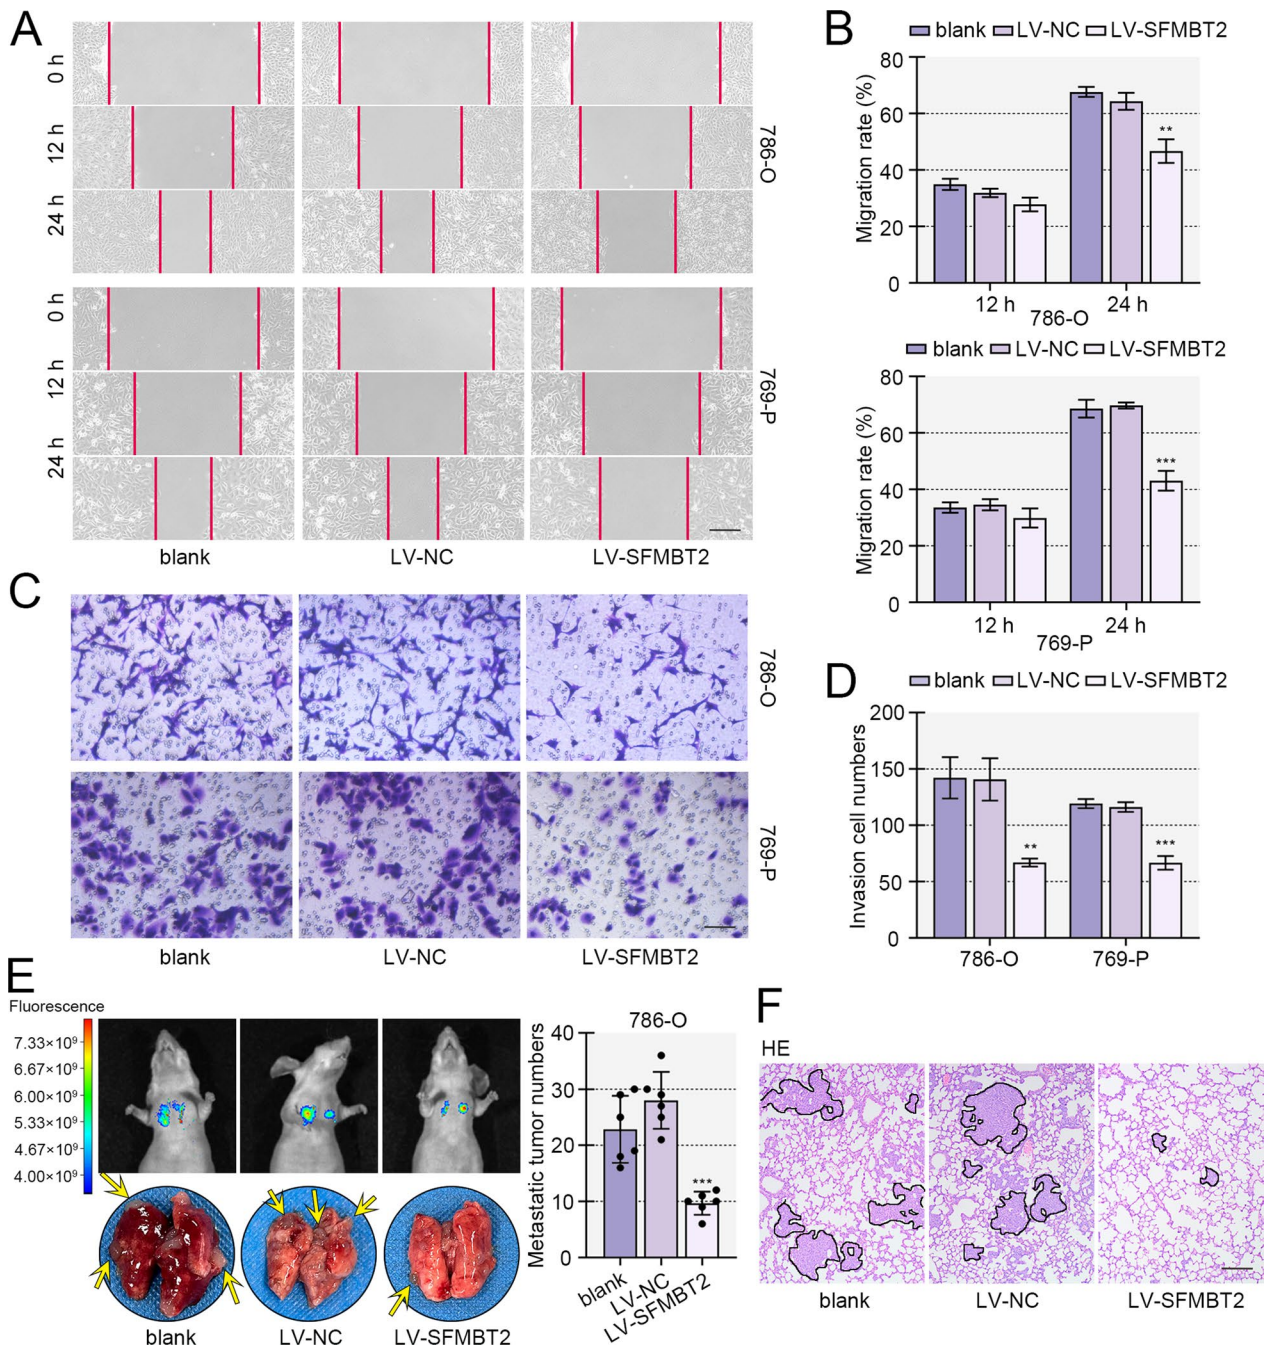 A
0 h
12 h
24 h
786-O
0 h
12 h
24 h
769-P
blank LV-NC LV-SFMBT2
B
blank LV-NC LV-SFMBT2
Migration rate (%)
80
60
40
20
0
**
12 h 24 h
786-O
blank LV-NC LV-SFMBT2
Migration rate (%)
80
60
40
20
0
***
12 h 24 h
769-P
C
786-O
769-P
blank LV-NC LV-SFMBT2
D
blank LV-NC LV-SFMBT2
Invasion cell numbers
200
150
100
50
0
** ***
786-O 769-P
E
Fluorescence
7.33×10⁹
6.67×10⁹
6.00×10⁹
5.33×10⁹
4.67×10⁹
4.00×10⁹
blank LV-NC LV-SFMBT2
786-O
Metastatic tumor numbers
40
30
20
10
0
***
blank
LV-NC
LV-SFMBT2
F
HE
blank LV-NC LV-SFMBT2